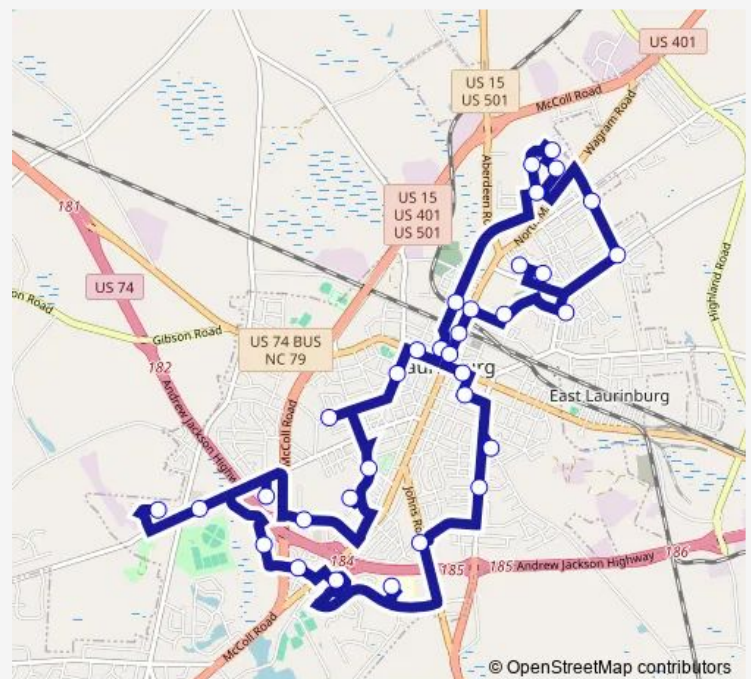 US 401
US 15
US 501
McColl Road
Wagram Road
Aberdeen R
181
US 15
US 401
US 501
North M
Highland Road
US 74
on Road
Gibson Road
US 74 BUS
NC 79
182
aurinburg
East Laurinburg
Andrew Jackson Highw
McColl Road
Johns Ro
184
185
185
Andrew Jackson Highway
186
McColl Road
© OpenStreetMap contributors